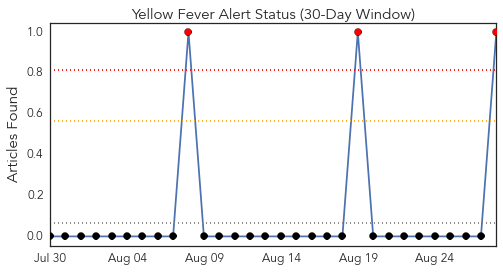 Yellow Fever Alert Status (30-Day Window)
Articles Found
1.0
0.8
0.6
0.4
0.2
0.0
Jul 30 Aug 04 Aug 09 Aug 14 Aug 19 Aug 24